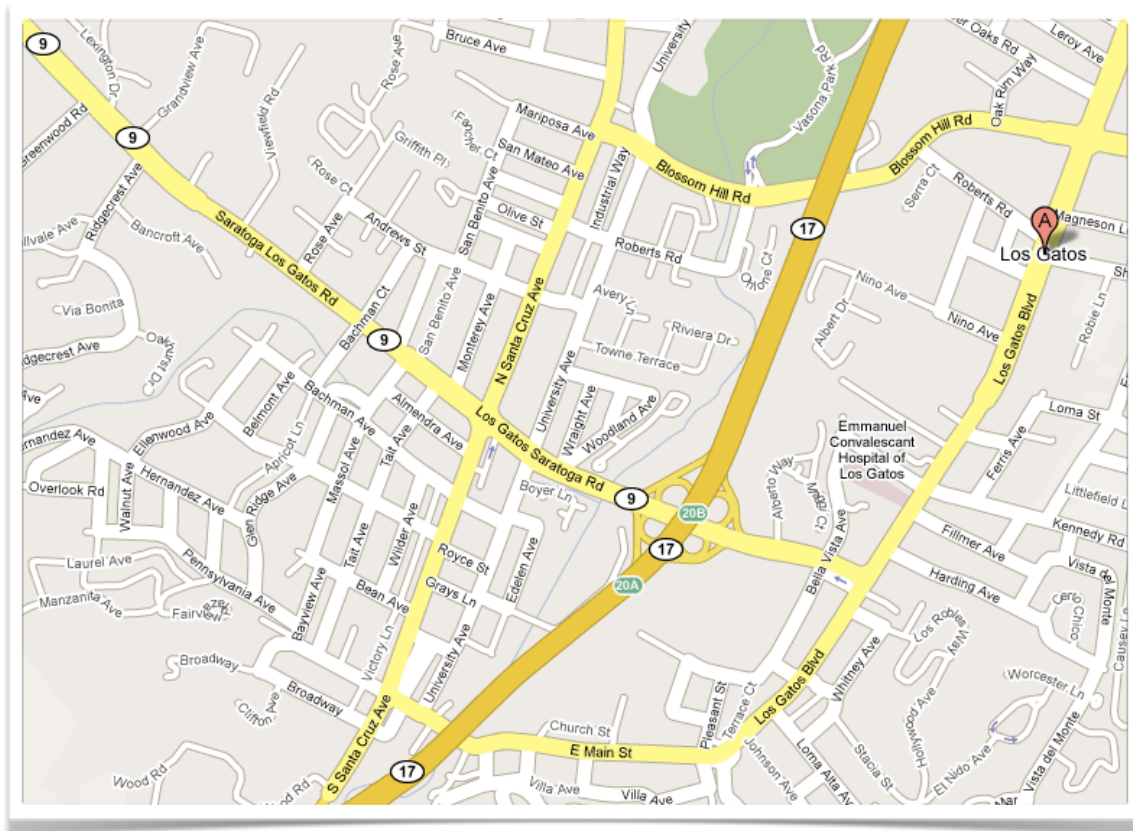 9
Lexington Dr
Grandview Ave
Greenwood Rd
9
Viewfield Rd
Rose Ave
Bruce Ave
University
Vasona Park Rd
Oaks Rd
Leroy Ave
Oak Rim Way
Mariposa Ave
Fancher Ct
Griffith Pl
San Mateo Ave
Industrial Way
Blossom Hill Rd
Blossom Hill Rd
Serra Ct
Roberts Rd
Rose Ct
Ridgecrest Ave
Bancroft Ave
Saratoga Los Gatos Rd
Rose Ave
Andrews St
San Benito Ave
Olive St
Roberts Rd
Ohlone Ct
17
A
Magneson L
Los Gatos
Sh
Via Bonita
Bachman Ct
San Benito Ave
Monterey Ave
N Santa Cruz Ave
Avery Ln
Riviera Dr
Towne Terrace
Albert Dr
Nino Ave
Nino Ave
Los Gatos Blvd
Robie Ln
dgecrest Ave
Oakhurst Dr
9
Belmont Ave
Ellenwood Ave
Bachman Ave
Almendra Ave
Los Gatos Saratoga Rd
University Ave
Wraight Ave
Woodland Ave
Emmanuel
Convalescant
Hospital of
Los Gatos
Loma St
Ferris Ave
Ave
ernandez Ave
Overlook Rd
Walnut Ave
Hernandez Ave
Apricot Ln
Glen Ridge Ave
Massol Ave
Tait Ave
Boyer Ln
9
20B
17
20A
Alberto Way
Bella Vista Ave
Littlefield L
Kennedy Rd
Fillmer Ave
Harding Ave
Vista del Monte
Cerro Chico
Causey L
Laurel Ave
Manzanita Ave
Pennsylvania Ave
Fairview
Bayview Ave
Tait Ave
Bean Ave
Wilder Ave
Royce St
Grays Ln
Edelen Ave
University Ave
Victory Ln
Broadway
Broadway
Clifton Ave
S Santa Cruz Ave
Wood Rd
Wood Rd
17
Church St
E Main St
Villa Ave
Villa Ave
Pleasant St
Terrace Ct
Los Gatos Blvd
Whitney Ave
Los Robles Way
Hollywood Ave
Worcester Ln
El Nido Ave
Vista del Monte
Johnson Ave
Loma Alta Ave
Stacia St
Mar